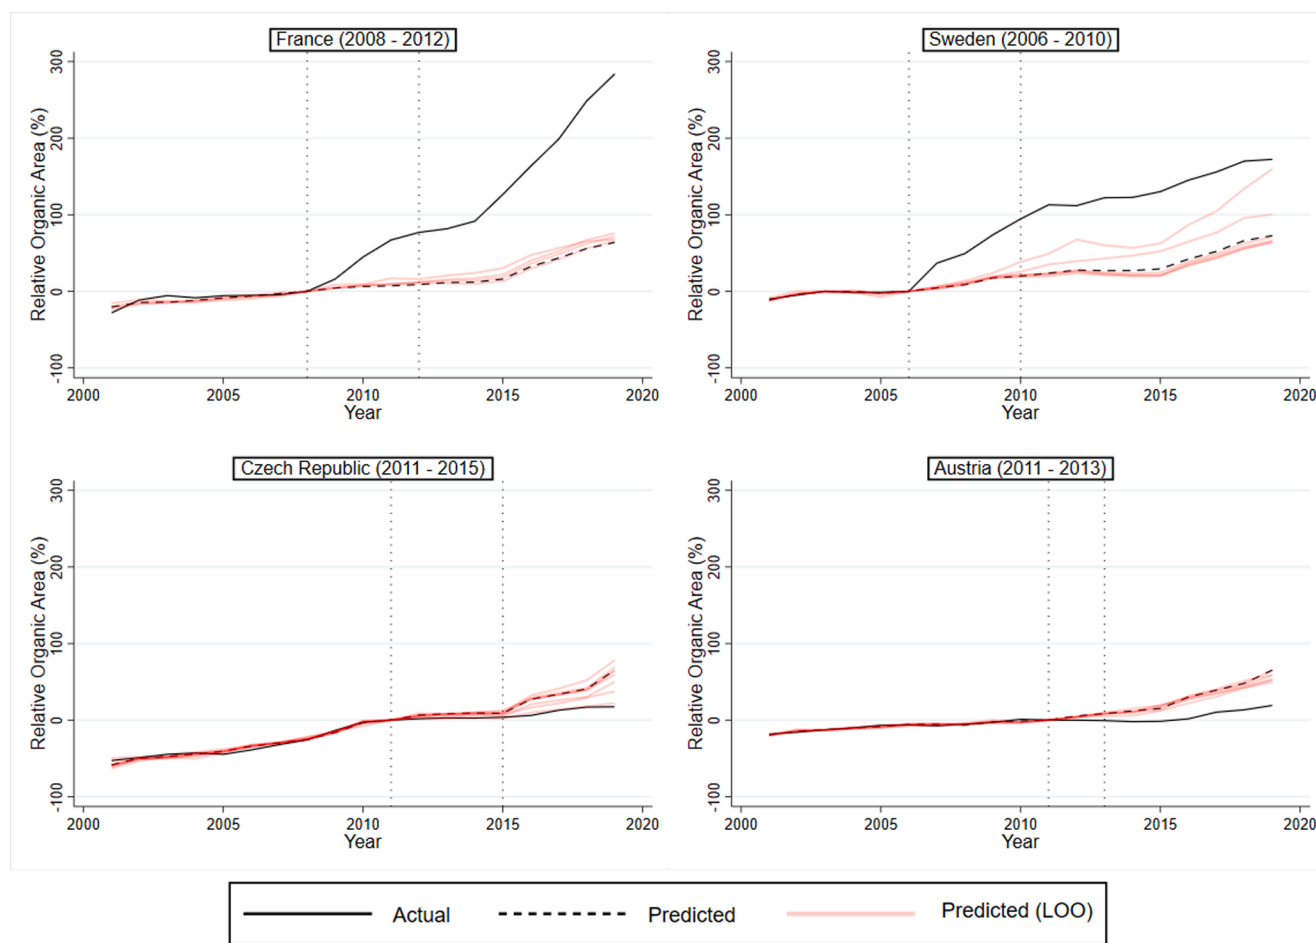 France (2008 - 2012)
Relative Organic Area (%)
300
200
100
0
-100
2000
2005
2010
2015
2020
Year
Sweden (2006 - 2010)
Relative Organic Area (%)
300
200
100
0
-100
2000
2005
2010
2015
2020
Year
Czech Republic (2011 - 2015)
Relative Organic Area (%)
300
200
100
0
-100
2000
2005
2010
2015
2020
Year
Austria (2011 - 2013)
Relative Organic Area (%)
300
200
100
0
-100
2000
2005
2010
2015
2020
Year
Actual
Predicted
Predicted (LOO)